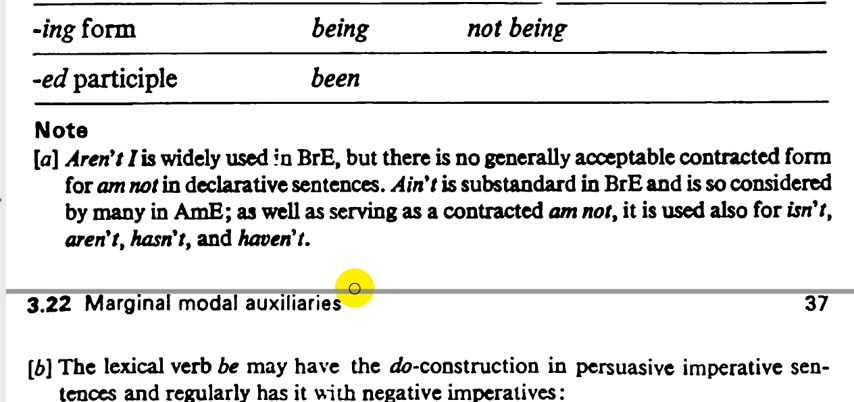 -ing form being not being
-ed participle been
Note
[a] Aren't I is widely used in BrE, but there is no generally acceptable contracted form
for am not in declarative sentences. Ain't is substandard in BrE and is so considered
by many in AmE; as well as serving as a contracted am not, it is used also for isn't,
aren't, hasn't, and haven't.
3.22 Marginal modal auxiliaries 37
[b] The lexical verb be may have the do-construction in persuasive imperative sen-
tences and regularly has it with negative imperatives: